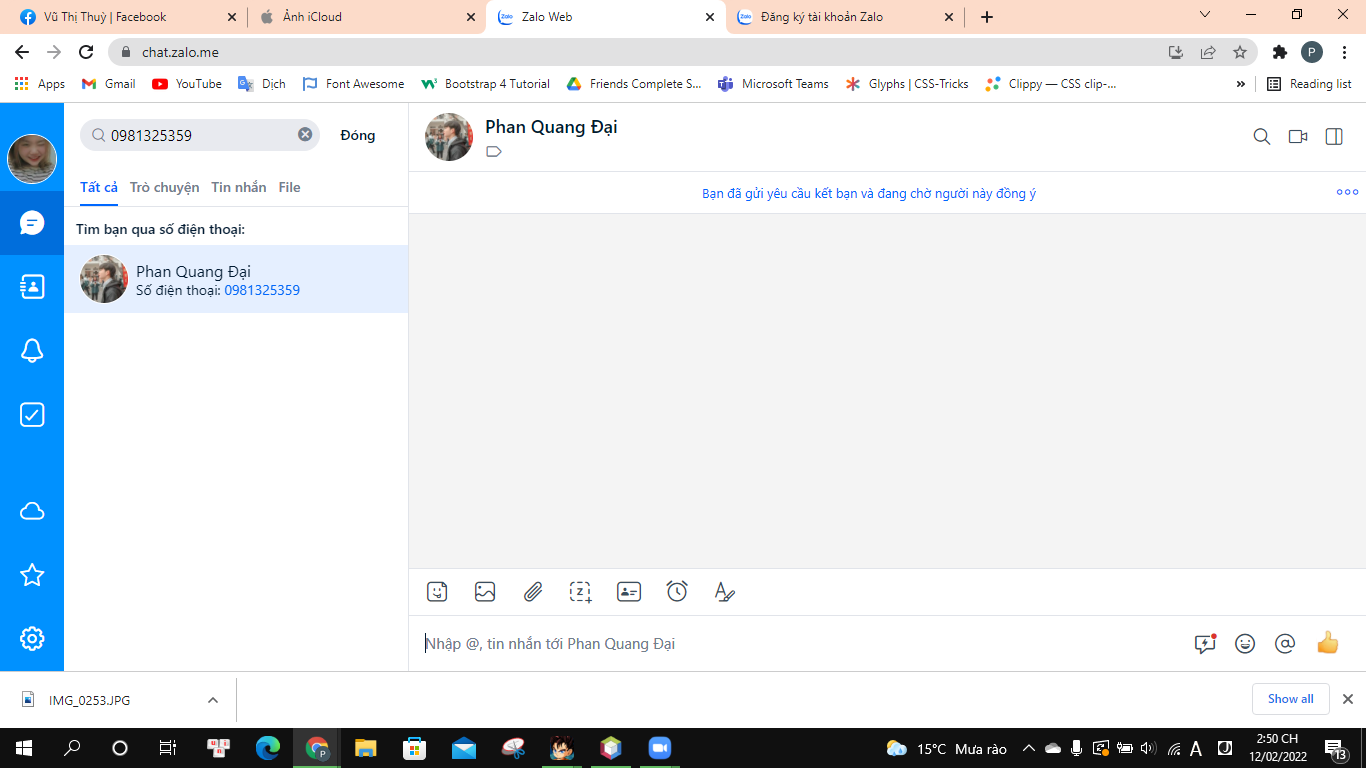 Vũ Thị Thuỳ | Facebook
Ảnh iCloud
Zalo Web
Đăng ký tài khoản Zalo
chat.zalo.me
P
Apps
Gmail
YouTube
Dịch
Font Awesome
Bootstrap 4 Tutorial
Friends Complete S...
Microsoft Teams
Glyphs | CSS-Tricks
Clippy — CSS clip-...
Reading list
0981325359
Đóng
Tất cả
Trò chuyện
Tin nhắn
File
Tìm bạn qua số điện thoại:
Phan Quang Đại
Số điện thoại: 0981325359
Phan Quang Đại
Bạn đã gửi yêu cầu kết bạn và đang chờ người này đồng ý
Nhập @, tin nhắn tới Phan Quang Đại
IMG_0253.JPG
Show all
15°C Mưa rào
A
2:50 CH
12/02/2022
13